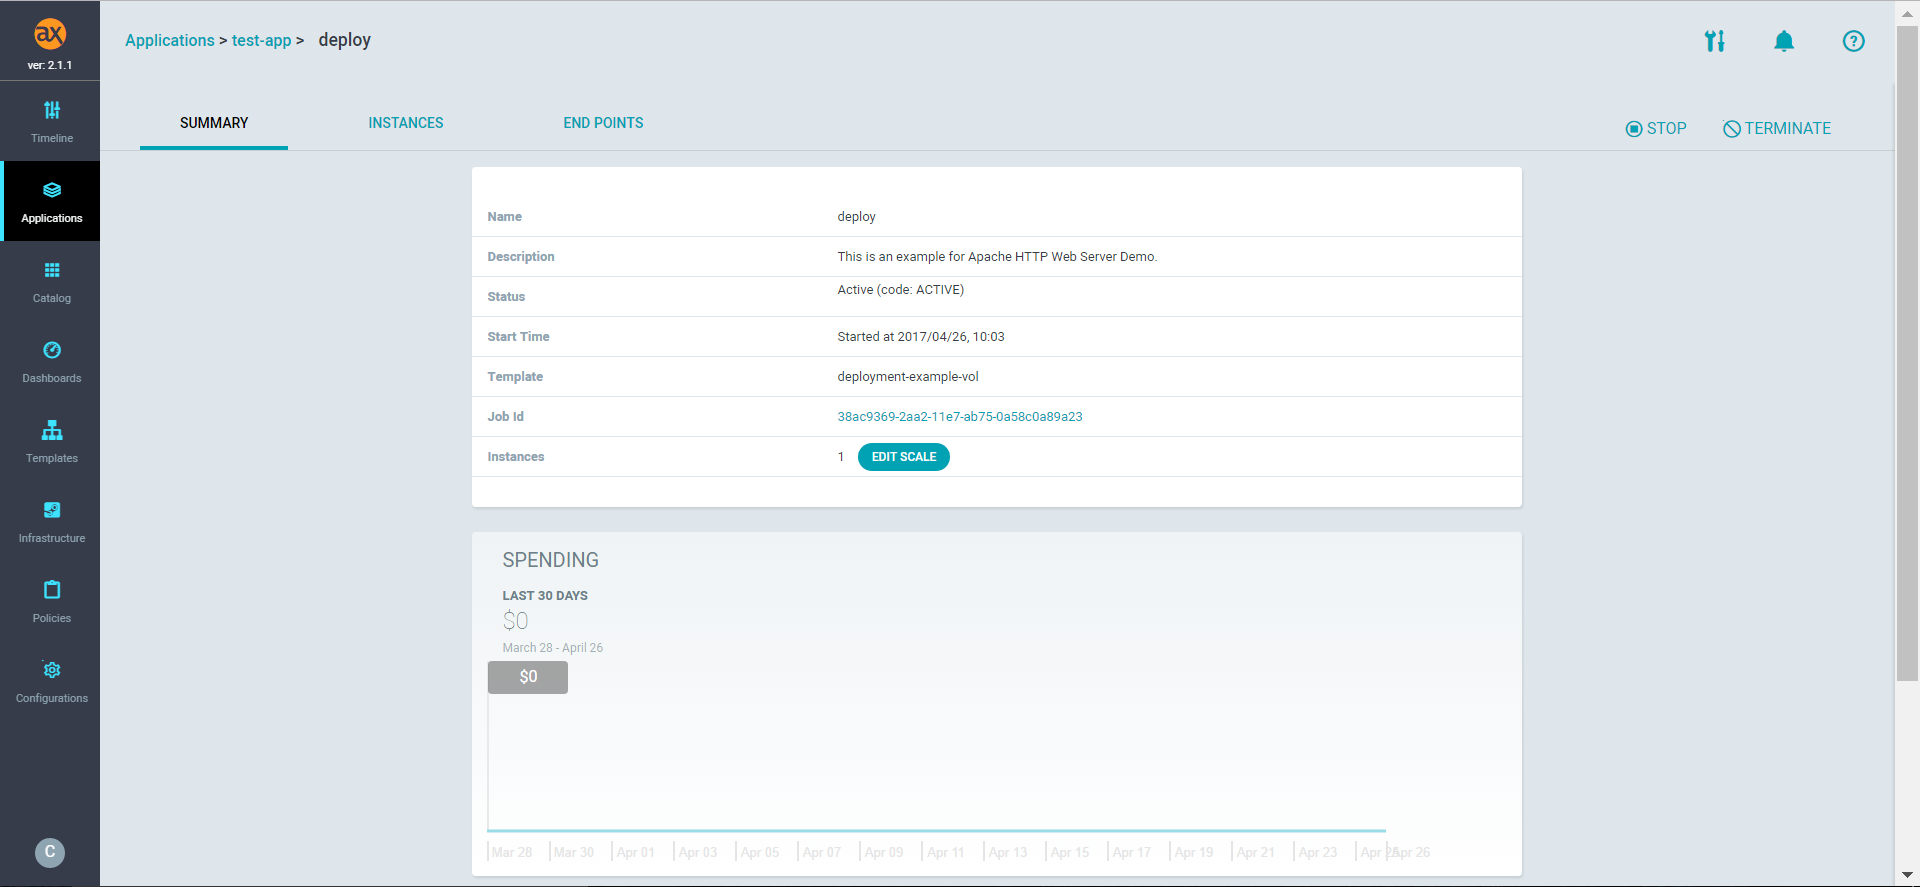 ax
ver: 2.1.1
Applications > test-app > deploy
Timeline
Applications
Catalog
Dashboards
Templates
Infrastructure
Policies
Configurations
C
SUMMARY INSTANCES END POINTS
STOP TERMINATE
Name deploy
Description This is an example for Apache HTTP Web Server Demo.
Status Active (code: ACTIVE)
Start Time Started at 2017/04/26, 10:03
Template deployment-example-vol
Job Id 38ac9369-2aa2-11e7-ab75-0a58c0a89a23
Instances 1 EDIT SCALE
SPENDING
LAST 30 DAYS
$0
March 28 - April 26
$0
Mar 28 Mar 30 Apr 01 Apr 03 Apr 05 Apr 07 Apr 09 Apr 11 Apr 13 Apr 15 Apr 17 Apr 19 Apr 21 Apr 23 Apr Apr 26